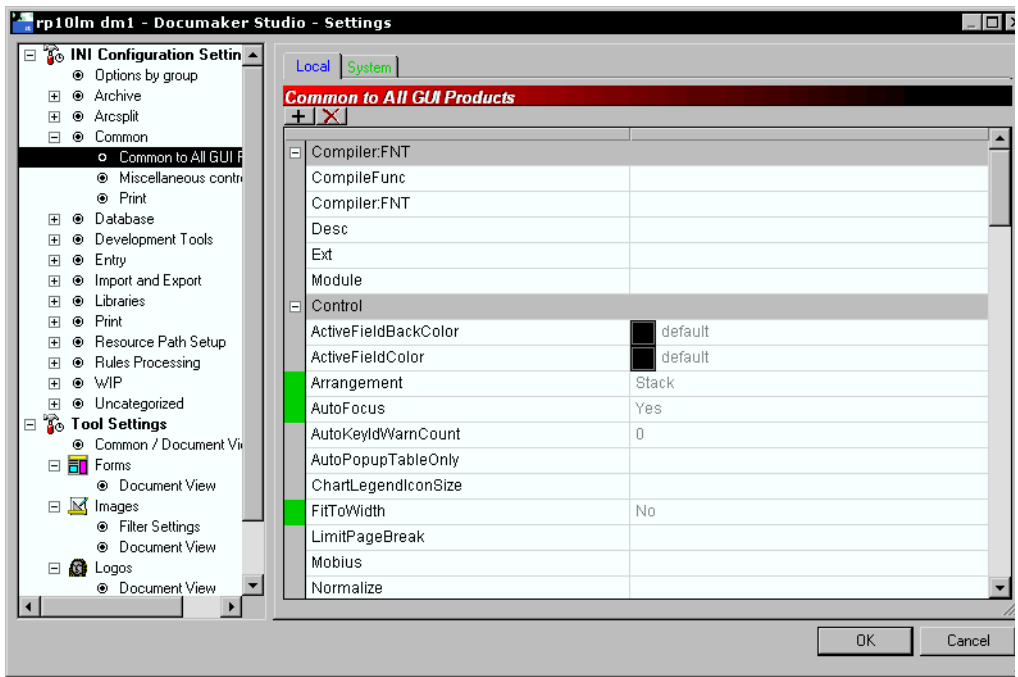 rp10lm dm1 - Documaker Studio - Settings
INI Configuration Settin
Options by group
Archive
Arcsplit
Common
Common to All GUI P
Miscellaneous contr
Print
Database
Development Tools
Entry
Import and Export
Libraries
Print
Resource Path Setup
Rules Processing
WIP
Uncategorized
Tool Settings
Common / Document Vi
Forms
Document View
Images
Filter Settings
Document View
Logos
Document View
Local System
Common to All GUI Products
Compiler:FNT
CompileFunc
Compiler:FNT
Desc
Ext
Module
Control
ActiveFieldBackColor default
ActiveFieldColor default
Arrangement Stack
AutoFocus Yes
AutoKeyIdWarnCount 0
AutoPopupTableOnly
ChartLegendIconSize
FitToWidth No
LimitPageBreak
Mobius
Normalize
OK Cancel